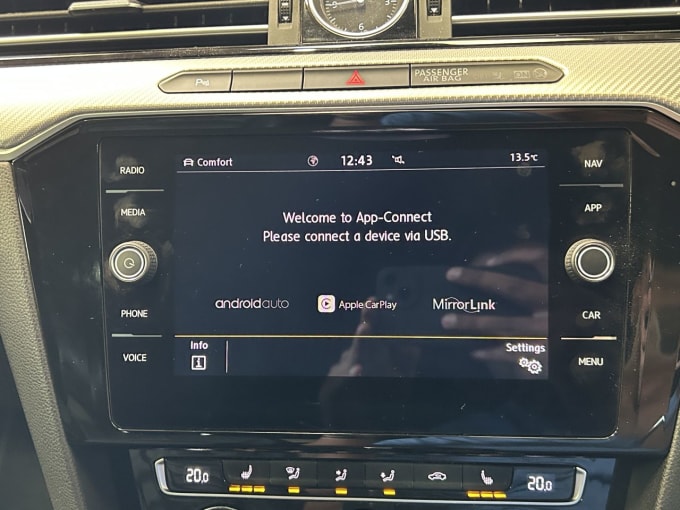 6
PASSENGER
AIR BAG
RADIO
MEDIA
PHONE
VOICE
Comfort
12:43
13.5°C
Welcome to App-Connect
Please connect a device via USB.
androidauto
Apple CarPlay
MirrorLink
Info
i
Settings
NAV
APP
CAR
MENU
20.0
20.0